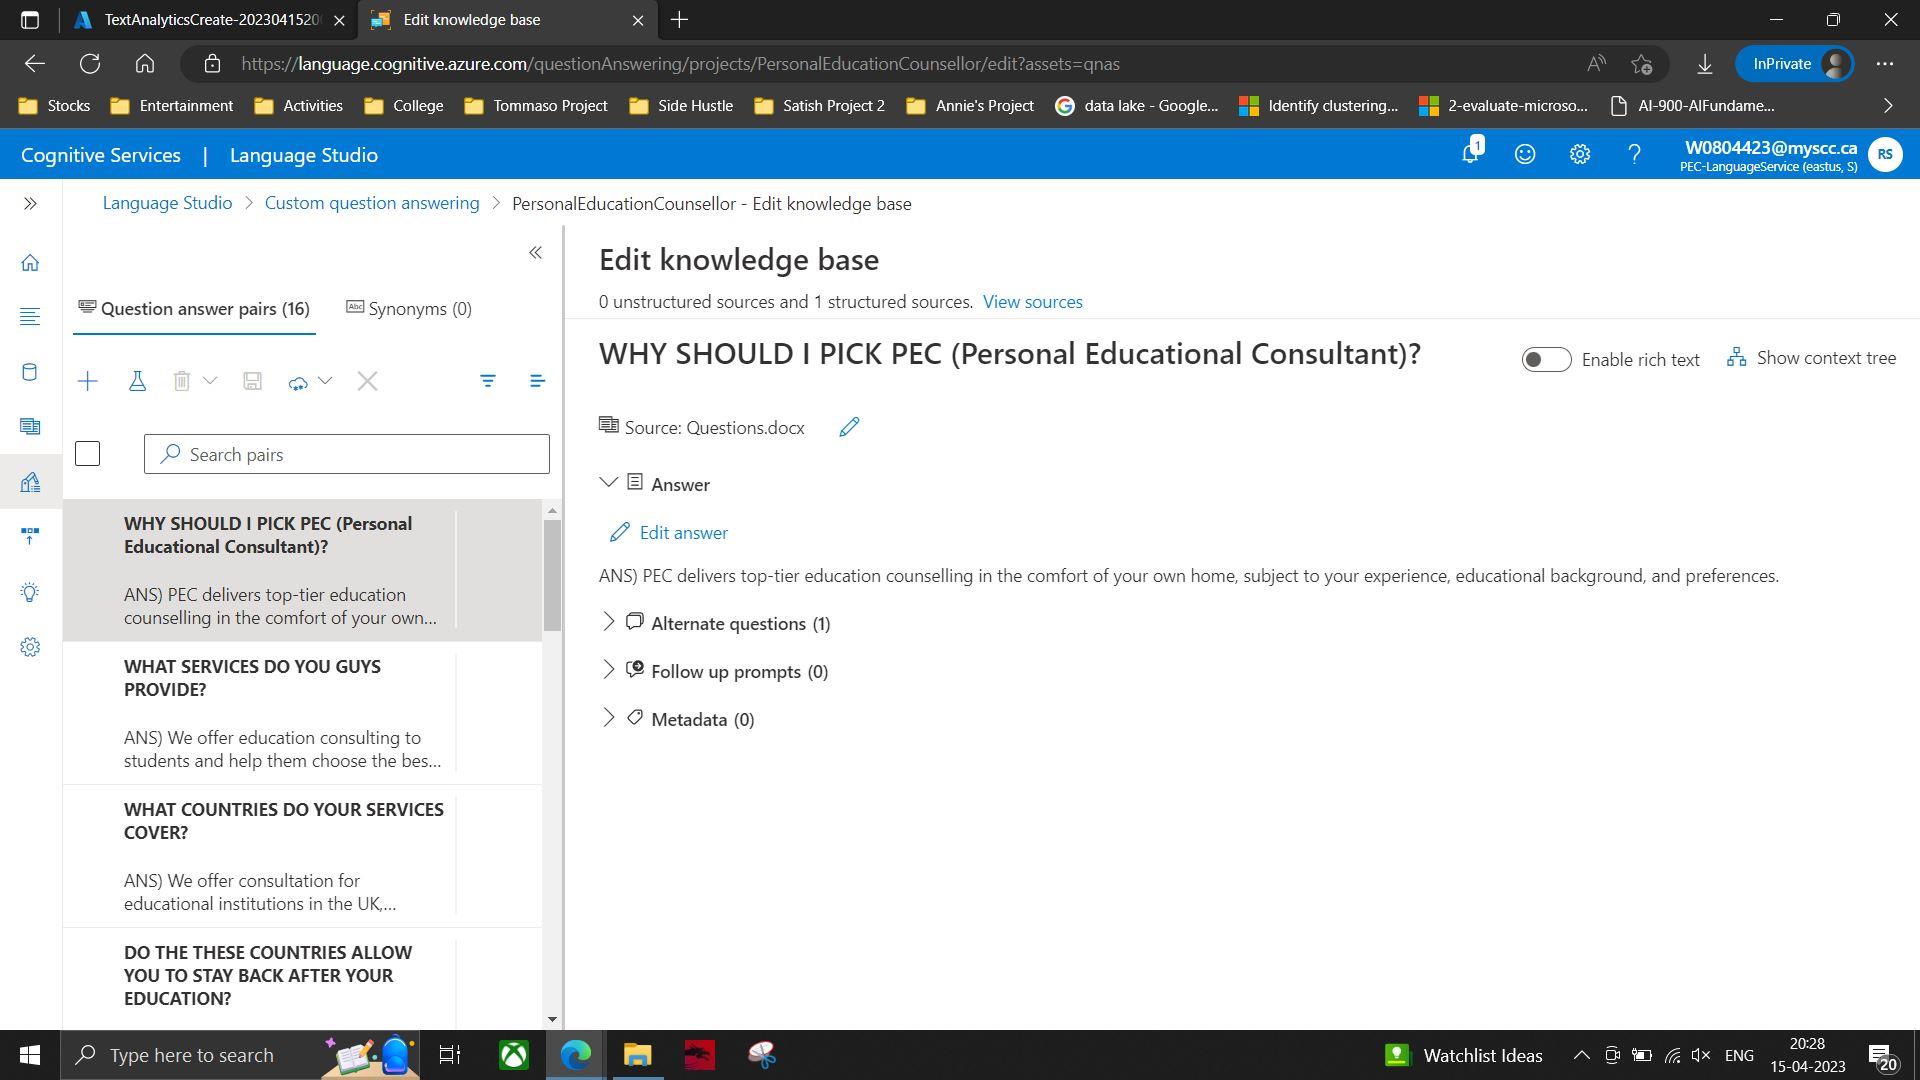 TextAnalyticsCreate-2023041520
Edit knowledge base
https://language.cognitive.azure.com/questionAnswering/projects/PersonalEducationCounsellor/edit?assets=qnas
InPrivate
Stocks
Entertainment
Activities
College
Tommaso Project
Side Hustle
Satish Project 2
Annie's Project
data lake - Google...
Identify clustering...
2-evaluate-microso...
AI-900-AIFundame...
Cognitive Services | Language Studio
1
W0804423@myscc.ca
PEC-LanguageService (eastus, S)
RS
Language Studio > Custom question answering > PersonalEducationCounsellor - Edit knowledge base
Question answer pairs (16)
Abc Synonyms (0)
Search pairs
WHY SHOULD I PICK PEC (Personal
Educational Consultant)?
ANS) PEC delivers top-tier education
counselling in the comfort of your own...
WHAT SERVICES DO YOU GUYS
PROVIDE?
ANS) We offer education consulting to
students and help them choose the bes...
WHAT COUNTRIES DO YOUR SERVICES
COVER?
ANS) We offer consultation for
educational institutions in the UK,...
DO THE THESE COUNTRIES ALLOW
YOU TO STAY BACK AFTER YOUR
EDUCATION?
Edit knowledge base
0 unstructured sources and 1 structured sources. View sources
WHY SHOULD I PICK PEC (Personal Educational Consultant)?
Enable rich text
Show context tree
Source: Questions.docx
Answer
Edit answer
ANS) PEC delivers top-tier education counselling in the comfort of your own home, subject to your experience, educational background, and preferences.
Alternate questions (1)
Follow up prompts (0)
Metadata (0)
Type here to search
Watchlist Ideas
ENG
20:28
15-04-2023
20